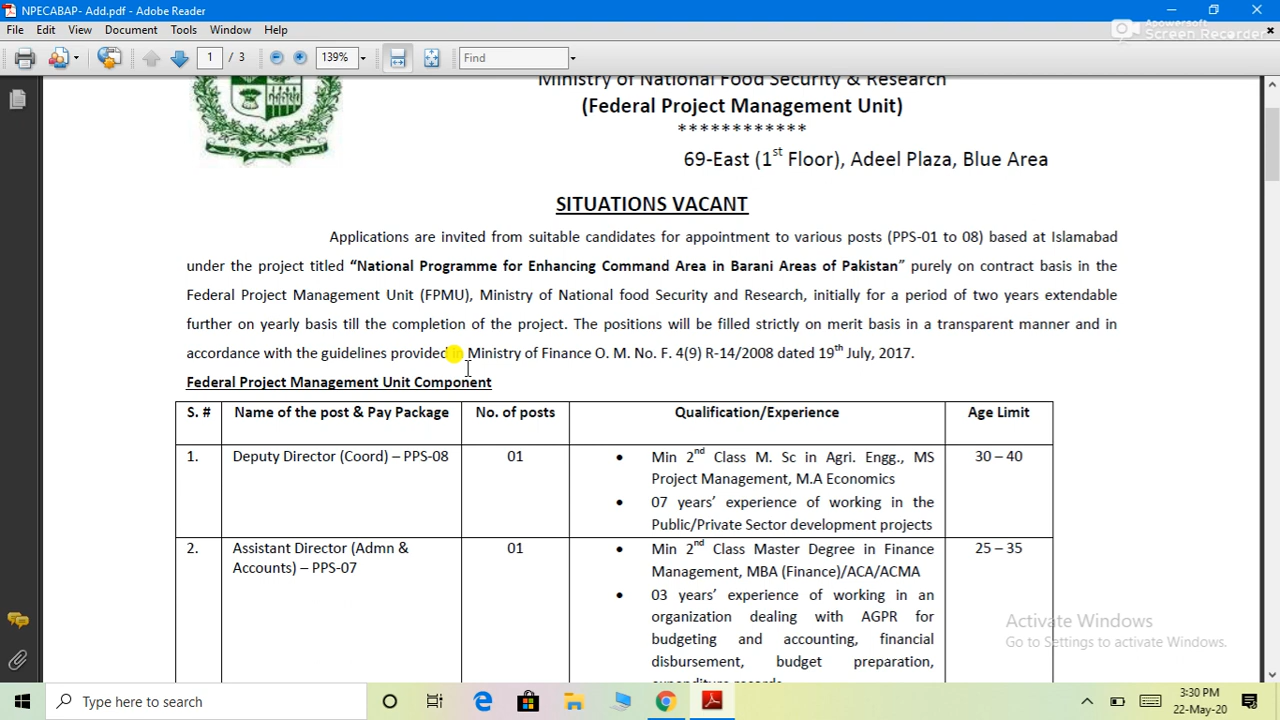 NPECABAP- Add.pdf - Adobe Reader
File Edit View Document Tools Window Help
Apowersoft
Screen Recorder
1 / 3 139% Find
Ministry of National Food Security & Research
(Federal Project Management Unit)
************
69-East (1st Floor), Adeel Plaza, Blue Area
SITUATIONS VACANT
Applications are invited from suitable candidates for appointment to various posts (PPS-01 to 08) based at Islamabad
under the project titled “National Programme for Enhancing Command Area in Barani Areas of Pakistan” purely on contract basis in the
Federal Project Management Unit (FPMU), Ministry of National food Security and Research, initially for a period of two years extendable
further on yearly basis till the completion of the project. The positions will be filled strictly on merit basis in a transparent manner and in
accordance with the guidelines provided in Ministry of Finance O. M. No. F. 4(9) R-14/2008 dated 19th July, 2017.
Federal Project Management Unit Component
S. # Name of the post & Pay Package No. of posts Qualification/Experience Age Limit
1. Deputy Director (Coord) – PPS-08 01 • Min 2nd Class M. Sc in Agri. Engg., MS 30 – 40
Project Management, M.A Economics
• 07 years’ experience of working in the
Public/Private Sector development projects
2. Assistant Director (Admn & 01 • Min 2nd Class Master Degree in Finance 25 – 35
Accounts) – PPS-07 Management, MBA (Finance)/ACA/ACMA
• 03 years’ experience of working in an
organization dealing with AGPR for
budgeting and accounting, financial
disbursement, budget preparation,
expenditure records
Activate Windows
Go to Settings to activate Windows.
Type here to search
3:30 PM
22-May-20